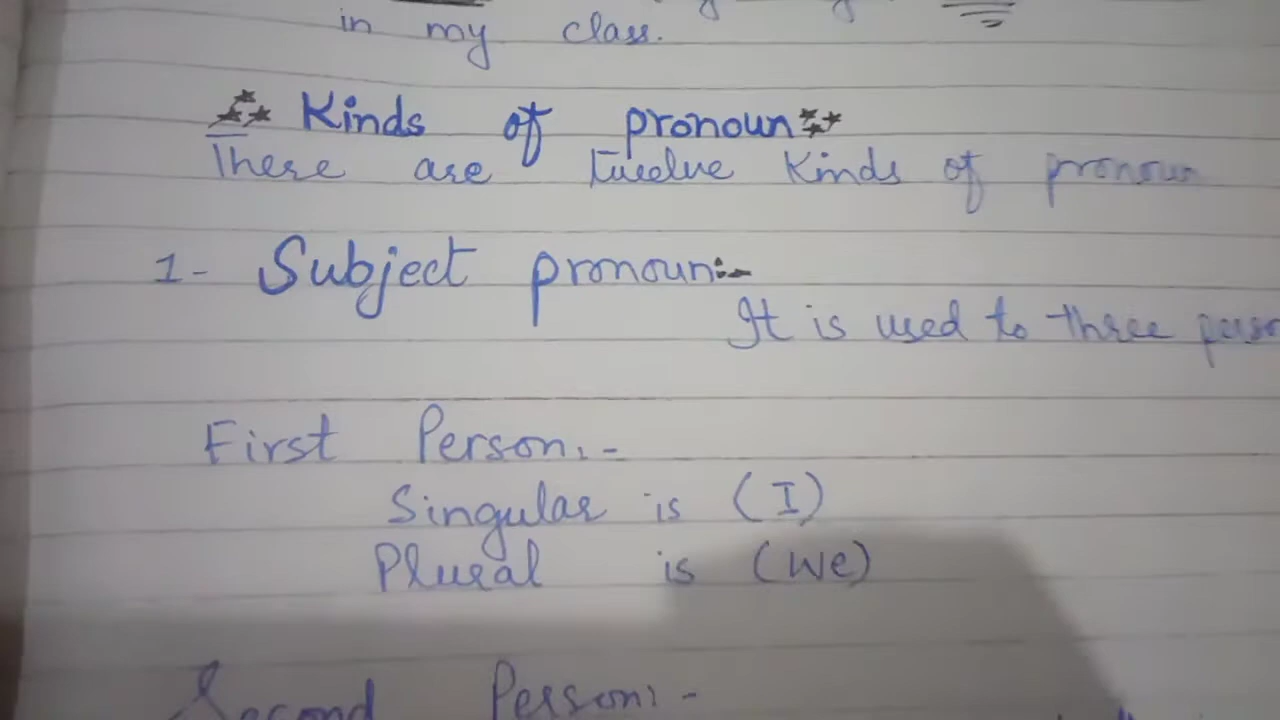 in my class.
Kinds of pronoun:-
There are twelve kinds of pronoun
1- Subject pronoun:-
It is used to three
First Person:-
Singular is (I)
Plural is (We)
Second Person:-